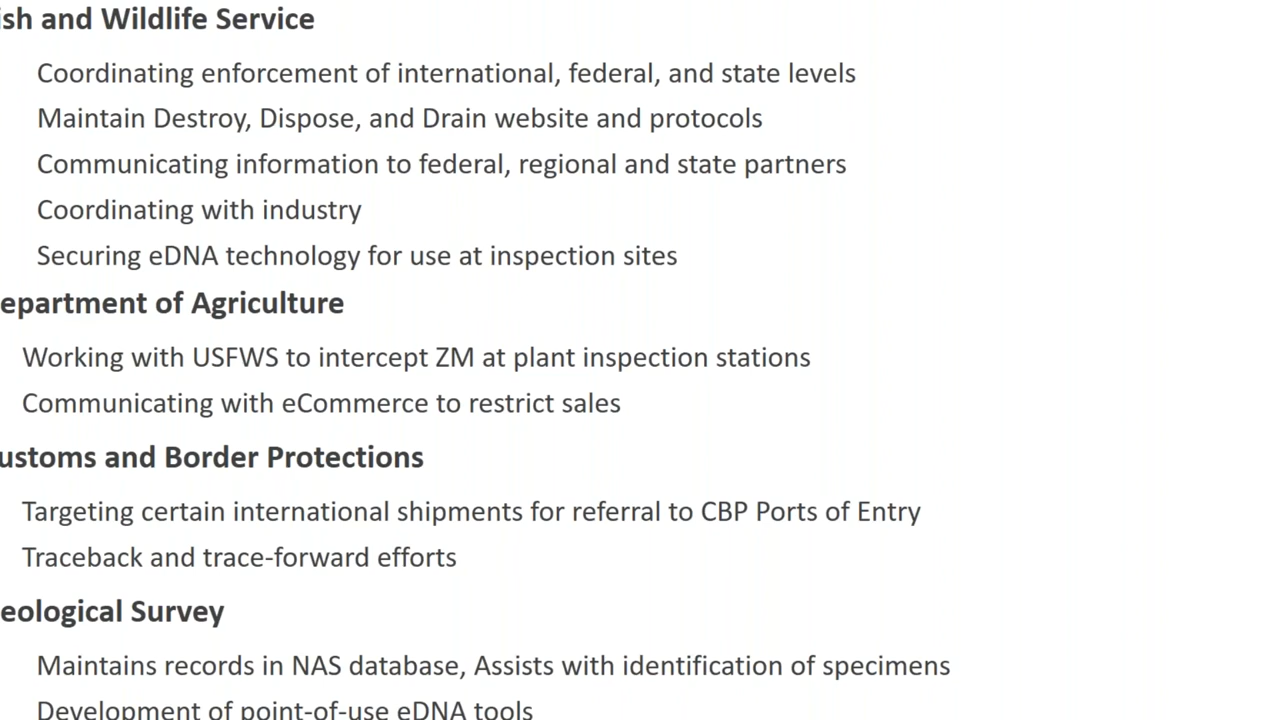 ish and Wildlife Service
Coordinating enforcement of international, federal, and state levels
Maintain Destroy, Dispose, and Drain website and protocols
Communicating information to federal, regional and state partners
Coordinating with industry
Securing eDNA technology for use at inspection sites
epartment of Agriculture
Working with USFWS to intercept ZM at plant inspection stations
Communicating with eCommerce to restrict sales
ustoms and Border Protections
Targeting certain international shipments for referral to CBP Ports of Entry
Traceback and trace-forward efforts
eological Survey
Maintains records in NAS database, Assists with identification of specimens
Development of point-of-use eDNA tools